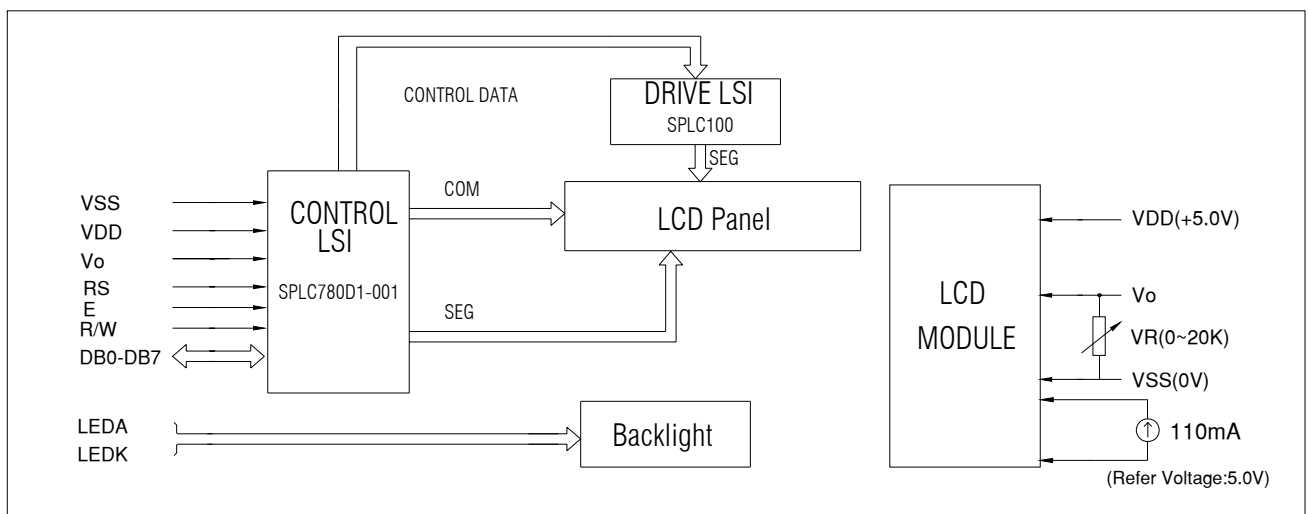 CONTROL DATA
DRIVE LSI
SPLC100
SEG
VSS
VDD
Vo
RS
E
R/W
DB0-DB7
CONTROL
LSI
SPLC780D1-001
COM
SEG
LCD Panel
LEDA
LEDK
Backlight
LCD
MODULE
VDD(+5.0V)
Vo
VR(0~20K)
VSS(0V)
110mA
(Refer Voltage:5.0V)